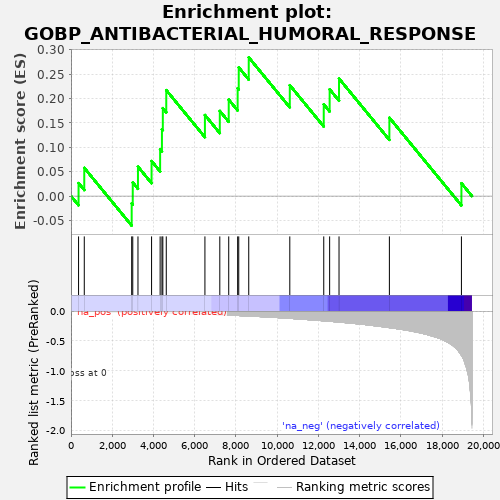 Enrichment plot:
GOBP_ANTIBACTERIAL_HUMORAL_RESPONSE
Enrichment score (ES)
0.30
0.25
0.20
0.15
0.10
0.05
0.00
-0.05
Ranked list metric (PreRanked)
0.0
-0.5
-1.0
-1.5
-2.0
'na_pos' (positively correlated)
at 0
'na_neg' (negatively correlated)
0 2,000 4,000 6,000 8,000 10,000 12,000 14,000 16,000 18,000 20,000
Rank in Ordered Dataset
Enrichment profile Hits Ranking metric scores